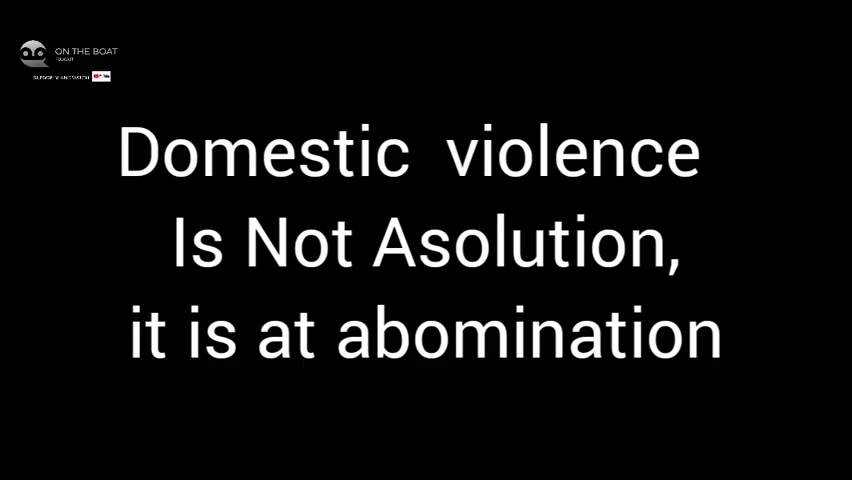 ON THE BOAT
Domestic violence
Is Not Asolution,
it is at abomination